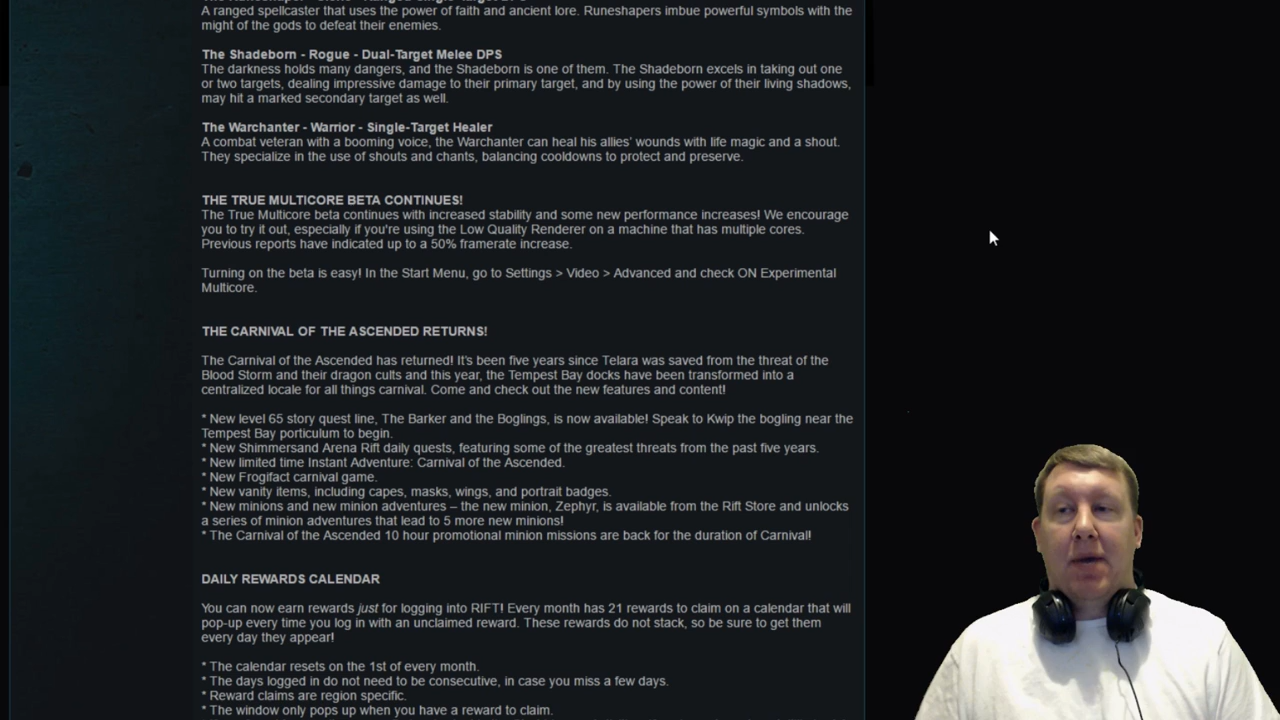 A ranged spellcaster that uses the power of faith and ancient lore. Runeshapers imbue powerful symbols with the
might of the gods to defeat their enemies.
The Shadeborn - Rogue - Dual-Target Melee DPS
The darkness holds many dangers, and the Shadeborn is one of them. The Shadeborn excels in taking out one
or two targets, dealing impressive damage to their primary target, and by using the power of their living shadows,
may hit a marked secondary target as well.
The Warchanter - Warrior - Single-Target Healer
A combat veteran with a booming voice, the Warchanter can heal his allies' wounds with life magic and a shout.
They specialize in the use of shouts and chants, balancing cooldowns to protect and preserve.
THE TRUE MULTICORE BETA CONTINUES!
The True Multicore beta continues with increased stability and some new performance increases! We encourage
you to try it out, especially if you're using the Low Quality Renderer on a machine that has multiple cores.
Previous reports have indicated up to a 50% framerate increase.
Turning on the beta is easy! In the Start Menu, go to Settings > Video > Advanced and check ON Experimental
Multicore.
THE CARNIVAL OF THE ASCENDED RETURNS!
The Carnival of the Ascended has returned! It's been five years since Telara was saved from the threat of the
Blood Storm and their dragon cults and this year, the Tempest Bay docks have been transformed into a
centralized locale for all things carnival. Come and check out the new features and content!
* New level 65 story quest line, The Barker and the Boglings, is now available! Speak to Kwip the bogling near the
Tempest Bay porticulum to begin.
* New Shimmersand Arena Rift daily quests, featuring some of the greatest threats from the past five years.
* New limited time Instant Adventure: Carnival of the Ascended.
* New Frogifact carnival game.
* New vanity items, including capes, masks, wings, and portrait badges.
* New minions and new minion adventures – the new minion, Zephyr, is available from the Rift Store and unlocks
a series of minion adventures that lead to 5 more new minions!
* The Carnival of the Ascended 10 hour promotional minion missions are back for the duration of Carnival!
DAILY REWARDS CALENDAR
You can now earn rewards just for logging into RIFT! Every month has 21 rewards to claim on a calendar that will
pop-up every time you log in with an unclaimed reward. These rewards do not stack, so be sure to get them
every day they appear!
* The calendar resets on the 1st of every month.
* The days logged in do not need to be consecutive, in case you miss a few days.
* Reward claims are region specific.
* The window only pops up when you have a reward to claim.